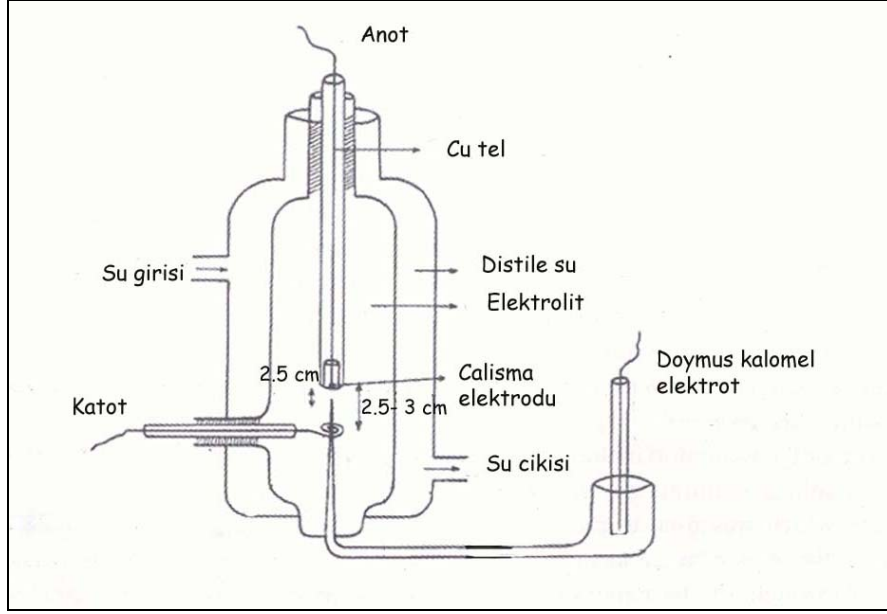 Anot
Cu tel
Distile su
Su girisi
Elektrolit
Doymus kalomel
elektrot
2.5 cm
Calisma
elektrodu
Katot
2.5- 3 cm
Su cikisi